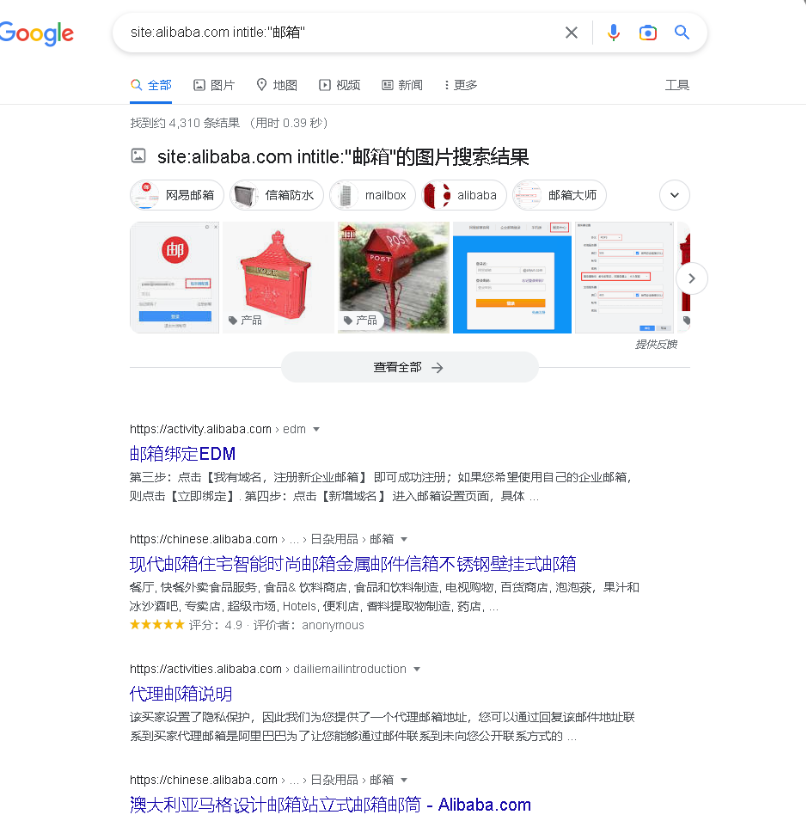 Google
site:alibaba.com intitle:"邮箱"
全部 图片 地图 视频 新闻 更多 工具
找到约 4,310 条结果 （用时 0.39 秒）
site:alibaba.com intitle:"邮箱"的图片搜索结果
网易邮箱 信箱防水 mailbox alibaba 邮箱大师
邮
POST
POST
产品
产品
提供反馈
查看全部
https://activity.alibaba.com › edm
邮箱绑定EDM
第三步：点击【我有域名，注册新企业邮箱】 即可成功注册；如果您希望使用自己的企业邮箱，
则点击【立即绑定】. 第四步：点击【新增域名】 进入邮箱设置页面，具体 ...
https://chinese.alibaba.com › ... › 日杂用品 › 邮箱
现代邮箱住宅智能时尚邮箱金属邮件信箱不锈钢壁挂式邮箱
餐厅, 快餐外卖食品服务, 食品& 饮料商店, 食品和饮料制造, 电视购物, 百货商店, 泡泡茶，果汁和
冰沙酒吧, 专卖店, 超级市场, Hotels, 便利店, 香料提取物制造, 药店, ...
评分：4.9 · 评价者：anonymous
https://activities.alibaba.com › dailiemailintroduction
代理邮箱说明
该买家设置了隐私保护，因此我们为您提供了一个代理邮箱地址，您可以通过回复该邮件地址联
系到买家代理邮箱是阿里巴巴为了让您能够通过邮件联系到未向您公开联系方式的 ...
https://chinese.alibaba.com › ... › 日杂用品 › 邮箱
澳大利亚马格设计邮箱站立式邮箱邮筒 - Alibaba.com